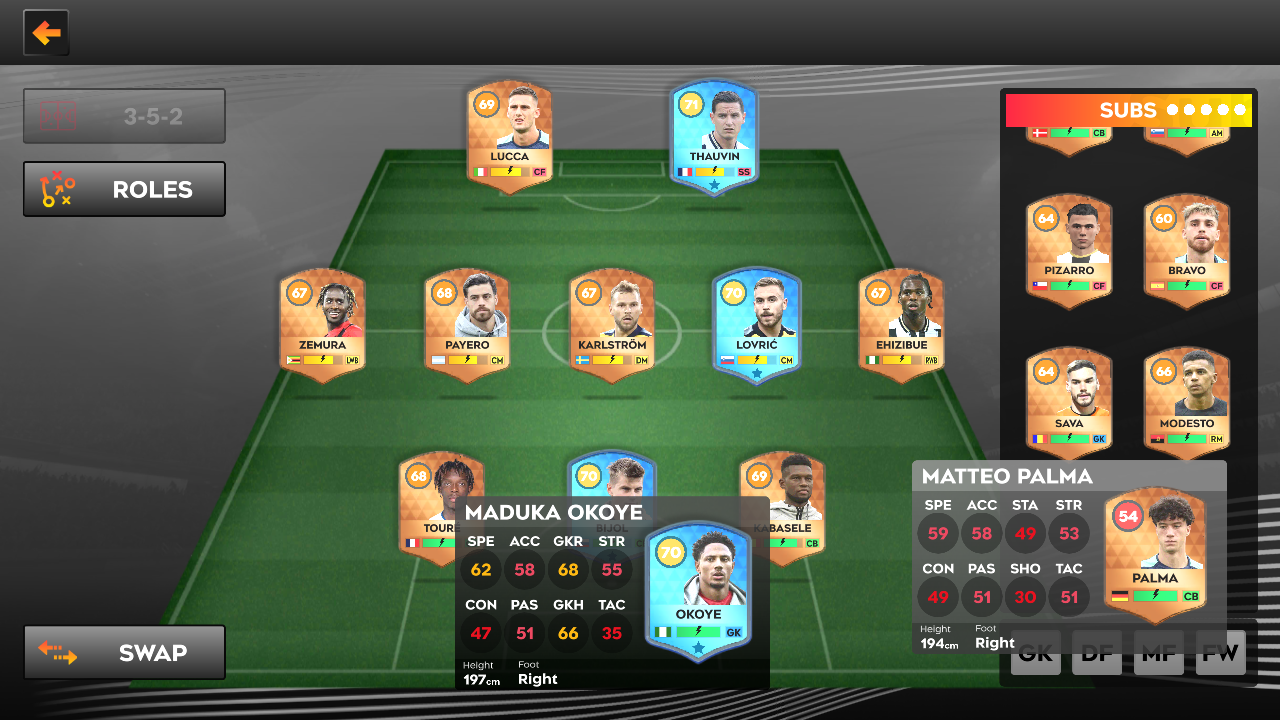 3-5-2
ROLES
SWAP
69
LUCCA
CF
71
THAUVIN
SS
67
ZEMURA
LWB
68
PAYERO
CM
67
KARLSTRÖM
DM
70
LOVRIĆ
CM
67
EHIZIBUE
RWB
68
TOURE
70
BIJOL
69
KABASELE
CB
MADUKA OKOYE
SPE ACC GKR STR
62 58 68 55
CON PAS GKH TAC
47 51 66 35
Height Foot
197cm Right
70
OKOYE
GK
SUBS
CB AM
64 60
PIZARRO BRAVO
CF CF
64 66
SAVA MODESTO
GK RM
MATTEO PALMA
SPE ACC STA STR
59 58 49 53
CON PAS SHO TAC
49 51 30 51
Height Foot
194cm Right
54
PALMA
CB
GK DF MF FW